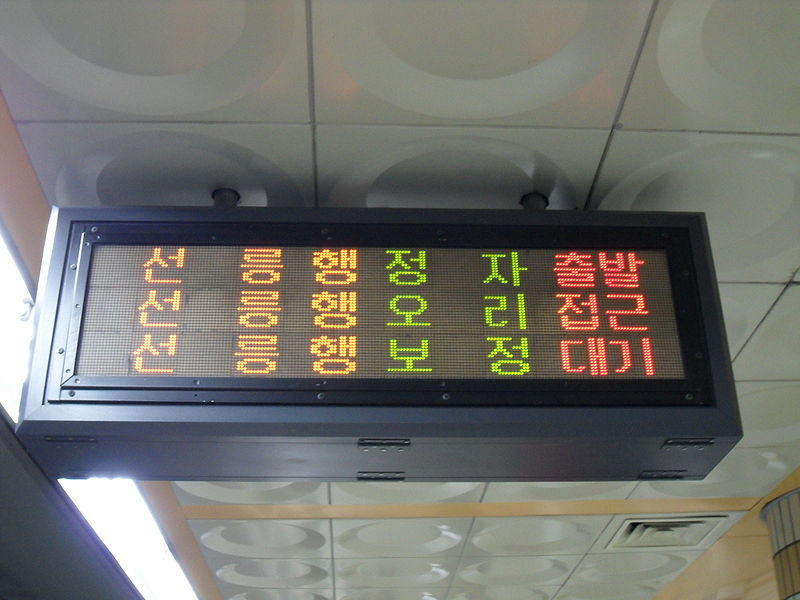 선 릉 행 정 자 출발
선 릉 행 오 리 접근
선 릉 행 보 정 대기